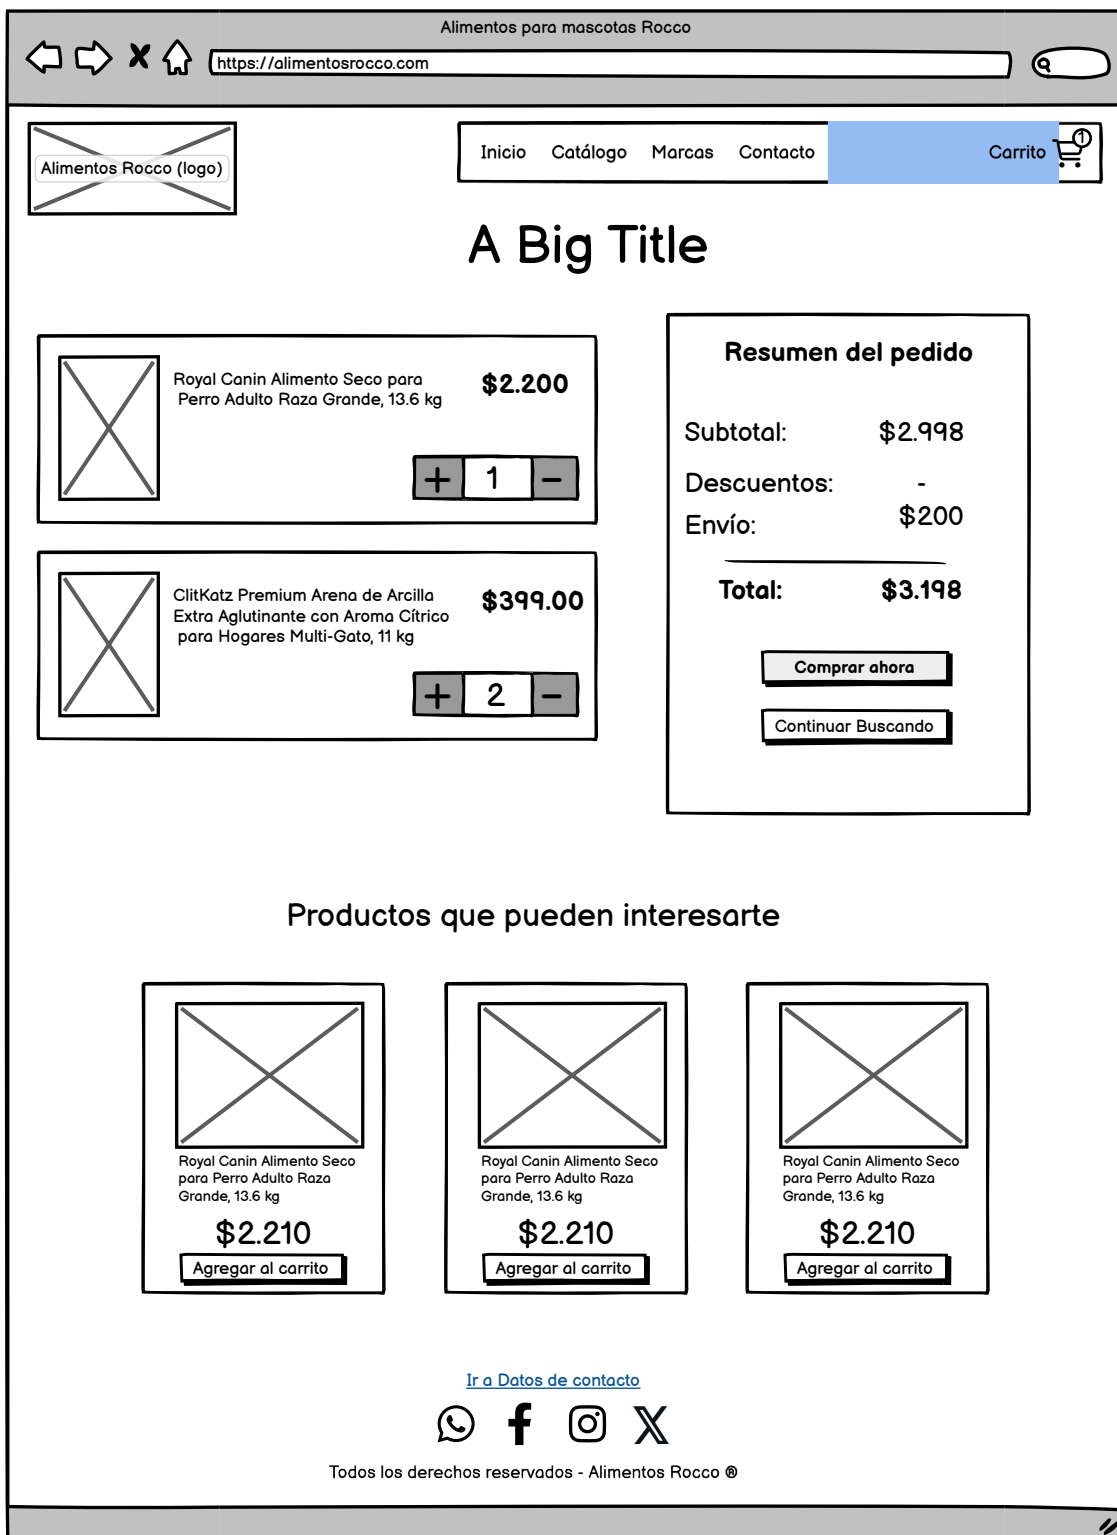 Alimentos para mascotas Rocco
https://alimentosrocco.com
Alimentos Rocco (logo)
Inicio Catálogo Marcas Contacto Carrito 1
A Big Title
Royal Canin Alimento Seco para
Perro Adulto Raza Grande, 13.6 kg
$2.200
+ 1 -
ClitKatz Premium Arena de Arcilla
Extra Aglutinante con Aroma Cítrico
para Hogares Multi-Gato, 11 kg
$399.00
+ 2 -
Resumen del pedido
Subtotal: $2.998
Descuentos: -
Envío: $200
Total: $3.198
Comprar ahora
Continuar Buscando
Productos que pueden interesarte
Royal Canin Alimento Seco
para Perro Adulto Raza
Grande, 13.6 kg
$2.210
Agregar al carrito
Royal Canin Alimento Seco
para Perro Adulto Raza
Grande, 13.6 kg
$2.210
Agregar al carrito
Royal Canin Alimento Seco
para Perro Adulto Raza
Grande, 13.6 kg
$2.210
Agregar al carrito
Ir a Datos de contacto
Todos los derechos reservados - Alimentos Rocco ®